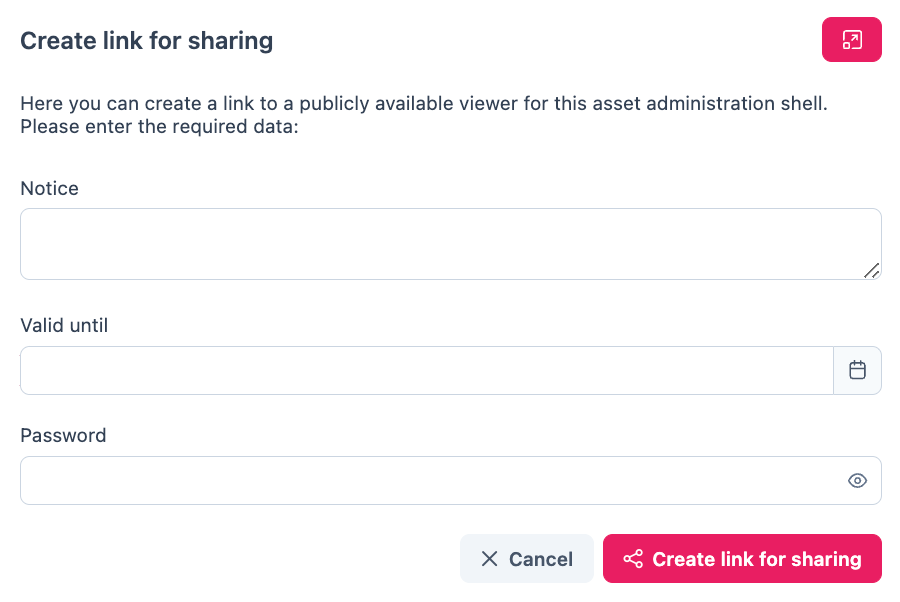 Create link for sharing
Here you can create a link to a publicly available viewer for this asset administration shell.
Please enter the required data:
Notice
Valid until
Password
Cancel
Create link for sharing